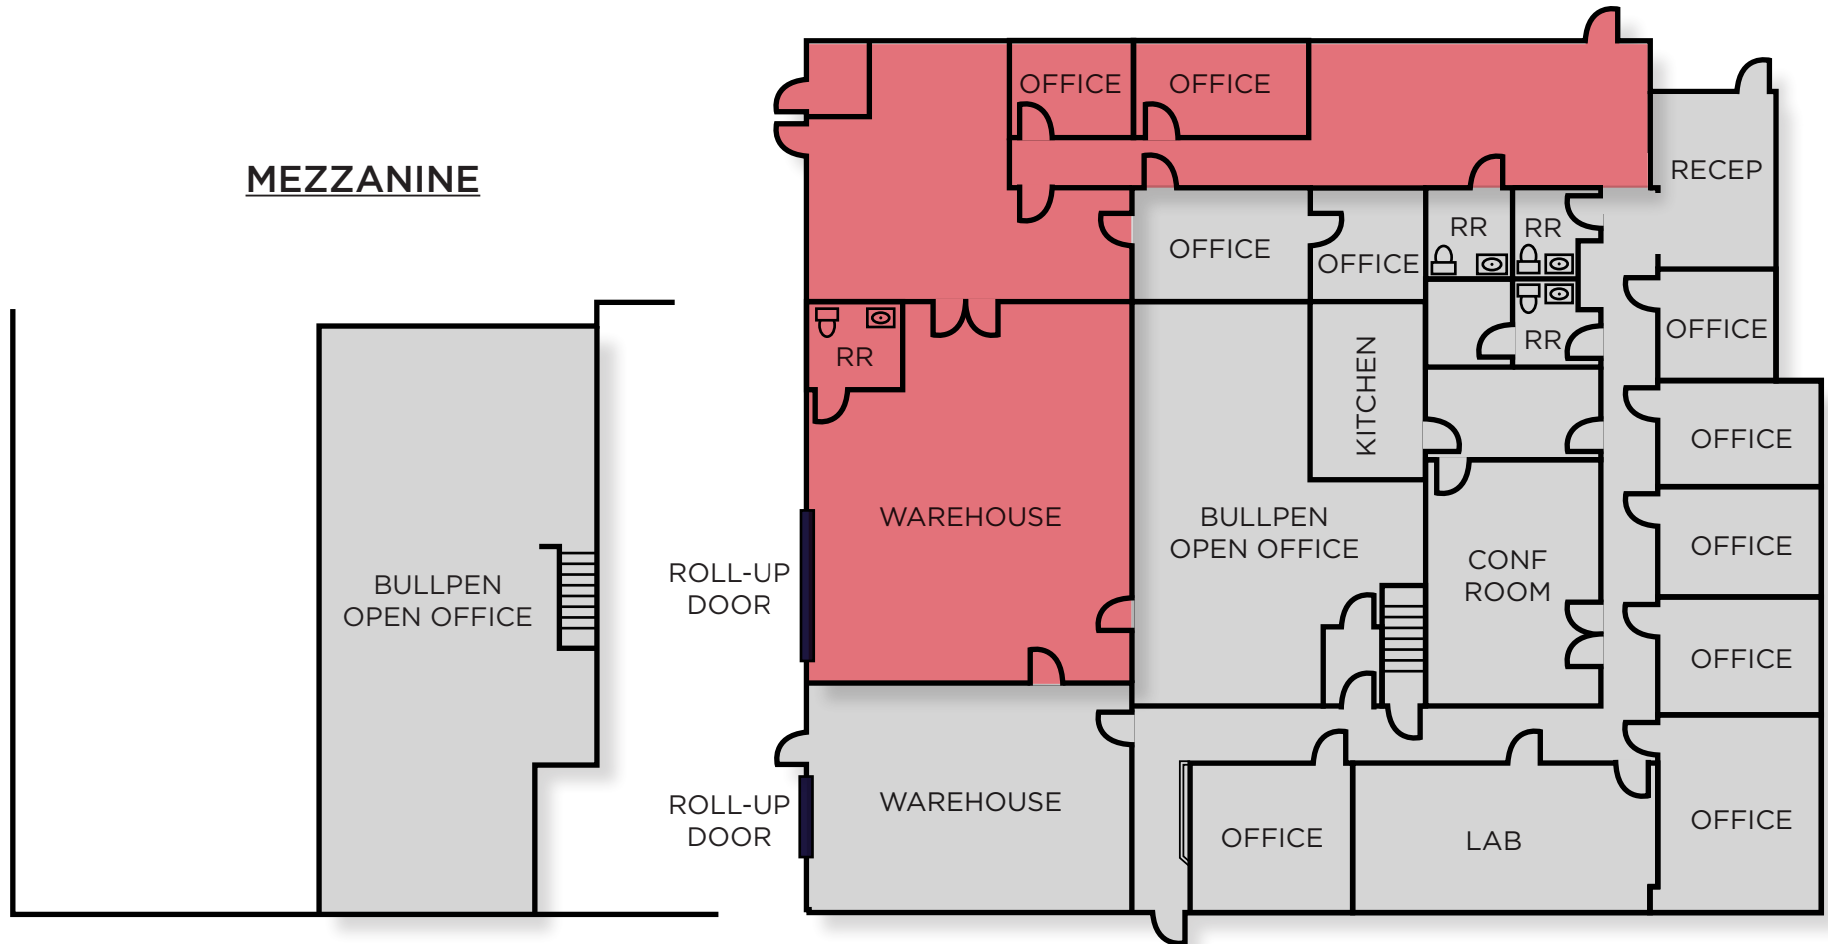 MEZZANINE
BULLPEN
OPEN OFFICE
OFFICE
OFFICE
RECEP
OFFICE
OFFICE
RR
RR
RR
RR
OFFICE
KITCHEN
WAREHOUSE
BULLPEN
OPEN OFFICE
CONF
ROOM
OFFICE
OFFICE
OFFICE
ROLL-UP
DOOR
ROLL-UP
DOOR
WAREHOUSE
OFFICE
LAB
OFFICE